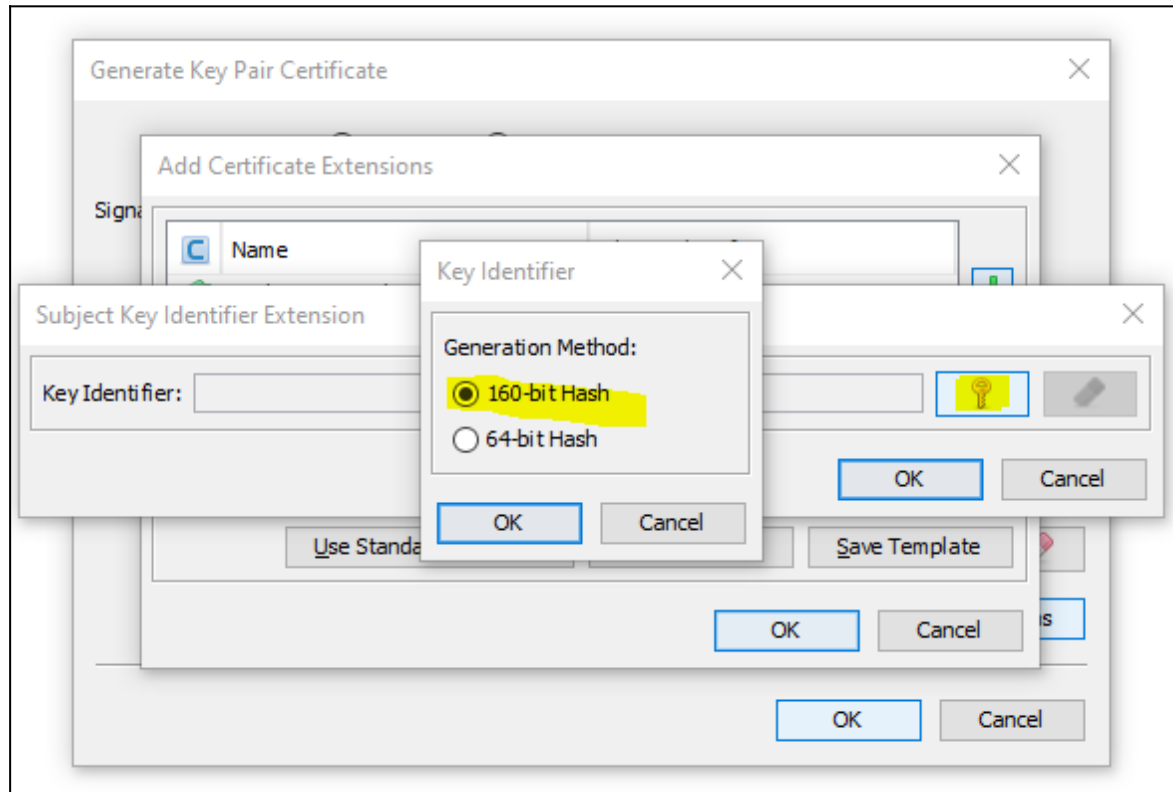 Generate Key Pair Certificate
Add Certificate Extensions
Name
Key Identifier
Subject Key Identifier Extension
Generation Method:
Key Identifier:
160-bit Hash
64-bit Hash
OK Cancel
OK Cancel
Use Save Template
OK Cancel
OK Cancel